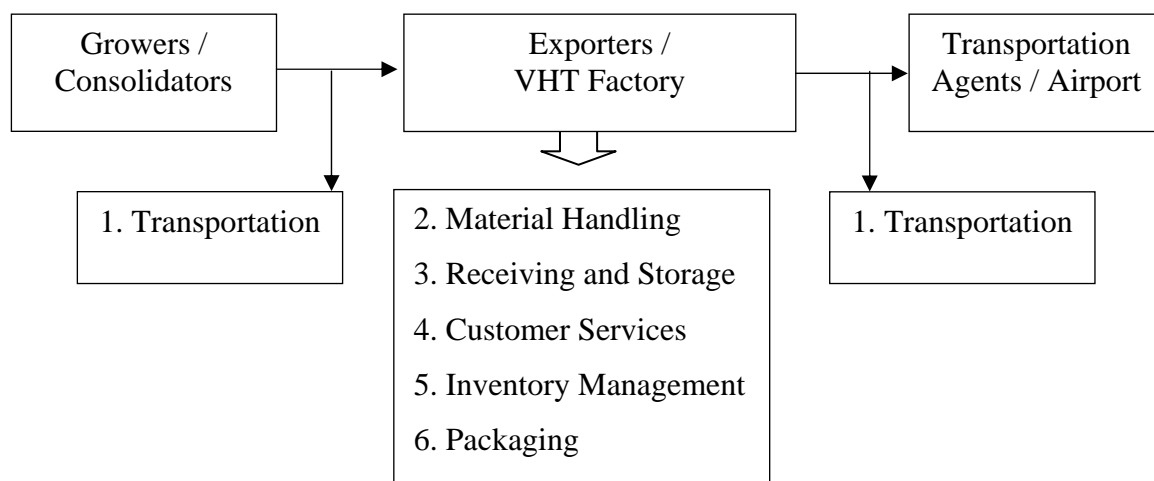 Growers /
Consolidators
Exporters /
VHT Factory
Transportation
Agents / Airport
1. Transportation
2. Material Handling
3. Receiving and Storage
4. Customer Services
5. Inventory Management
6. Packaging
1. Transportation